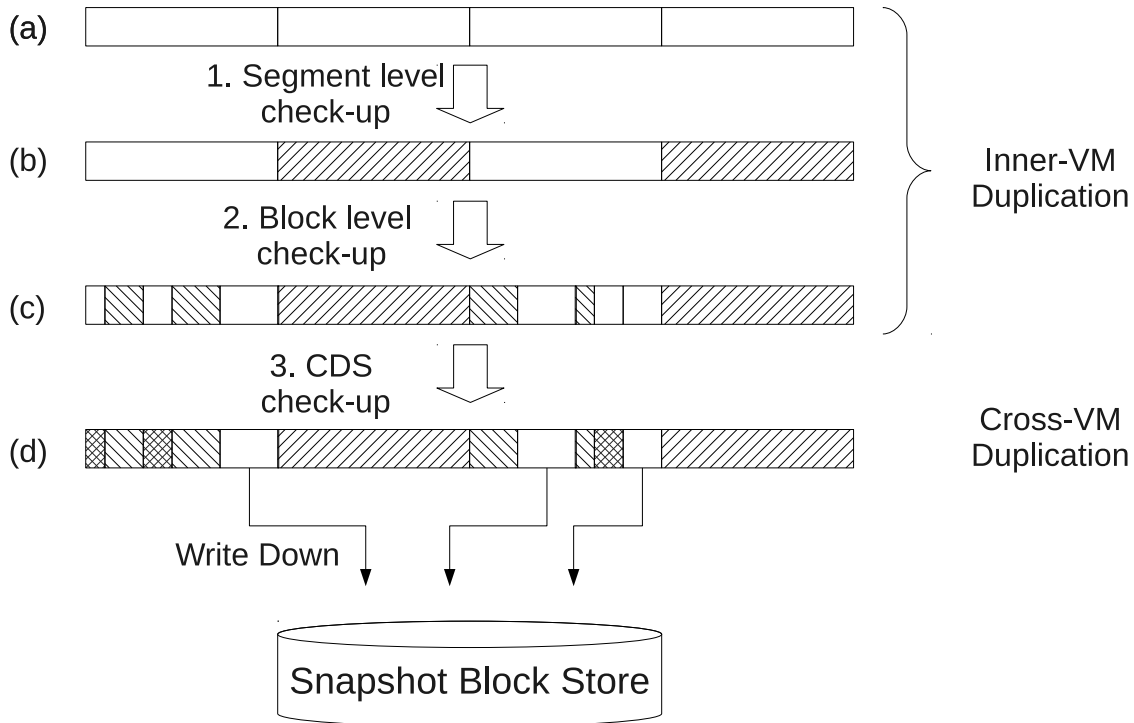 (a)
1. Segment level
check-up
(b)
Inner-VM
Duplication
2. Block level
check-up
(c)
3. CDS
check-up
Cross-VM
Duplication
(d)
Write Down
Snapshot Block Store